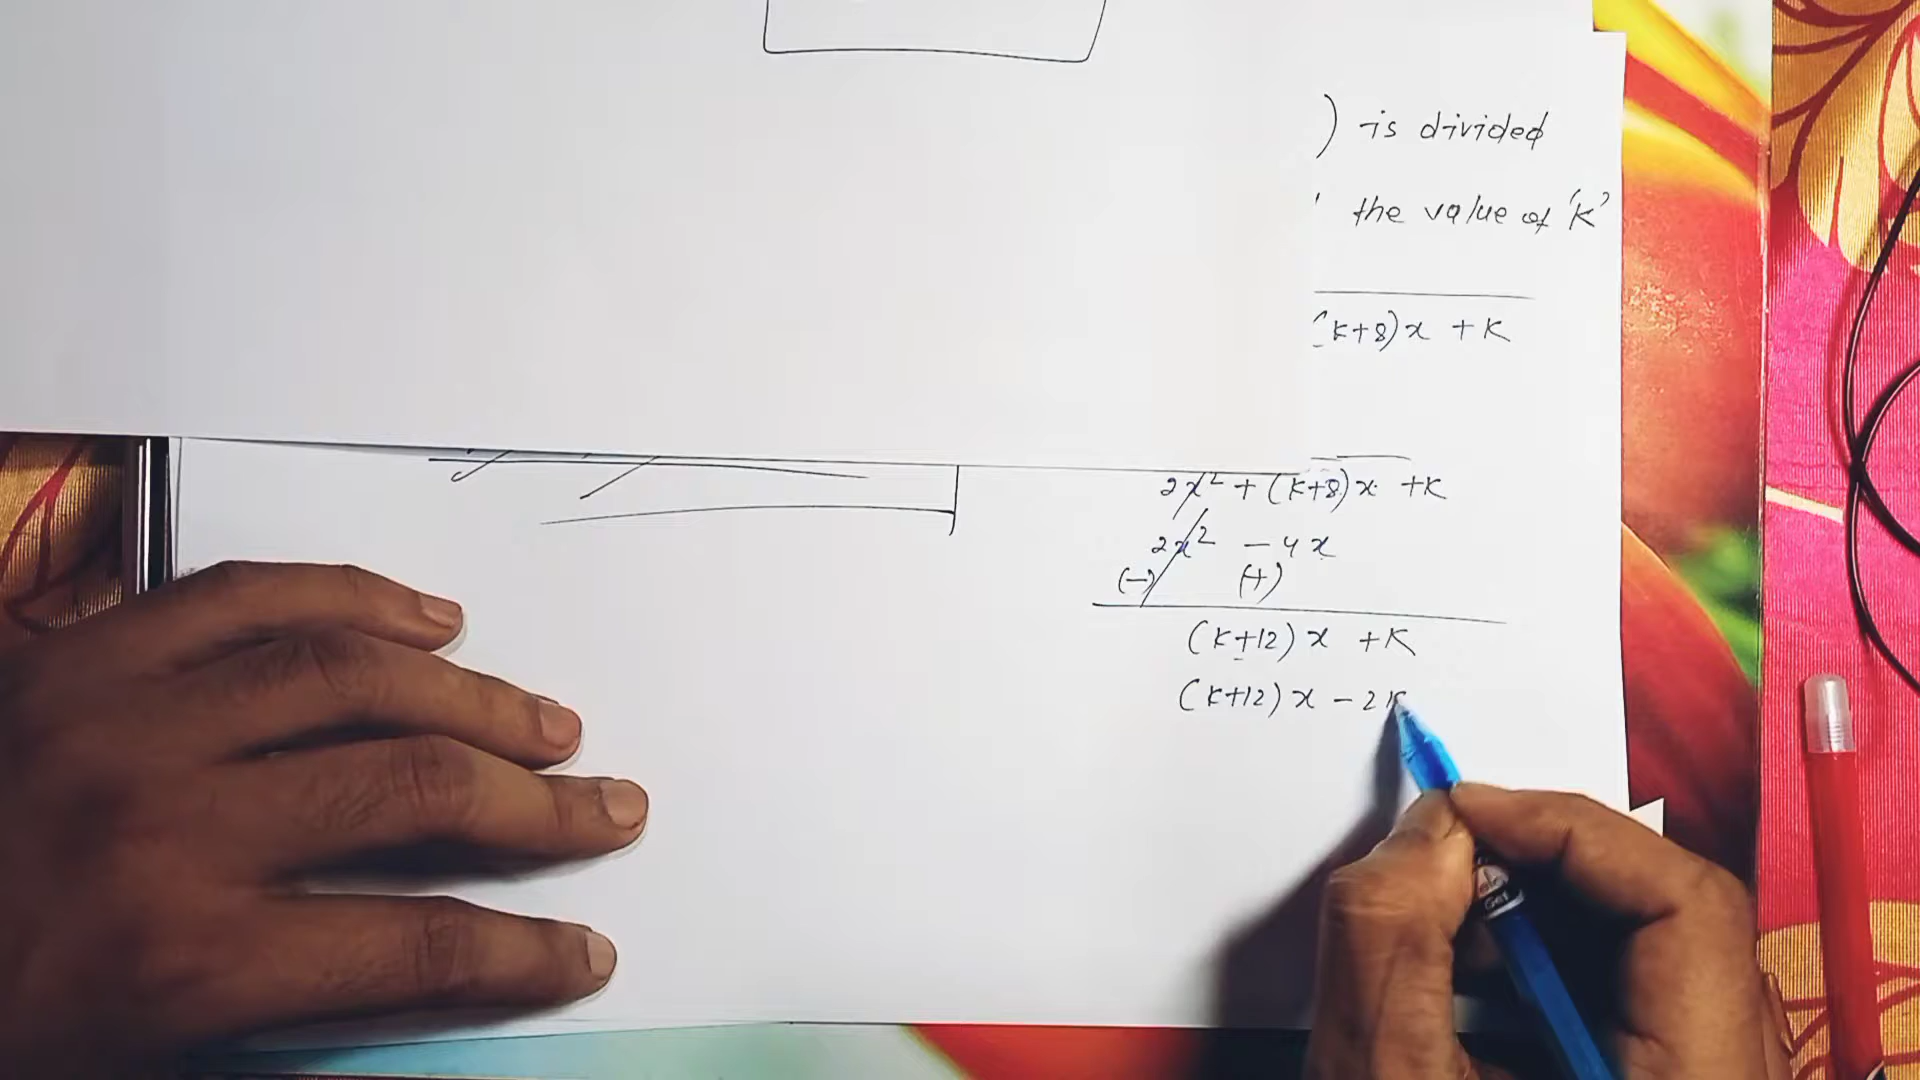 ) is divided
' the value of 'K'
(K+8)x + K
2x² + (K+8)x + K
2x² - 4x
(-) (+)
(K+12)x + K
(K+12)x - 2K